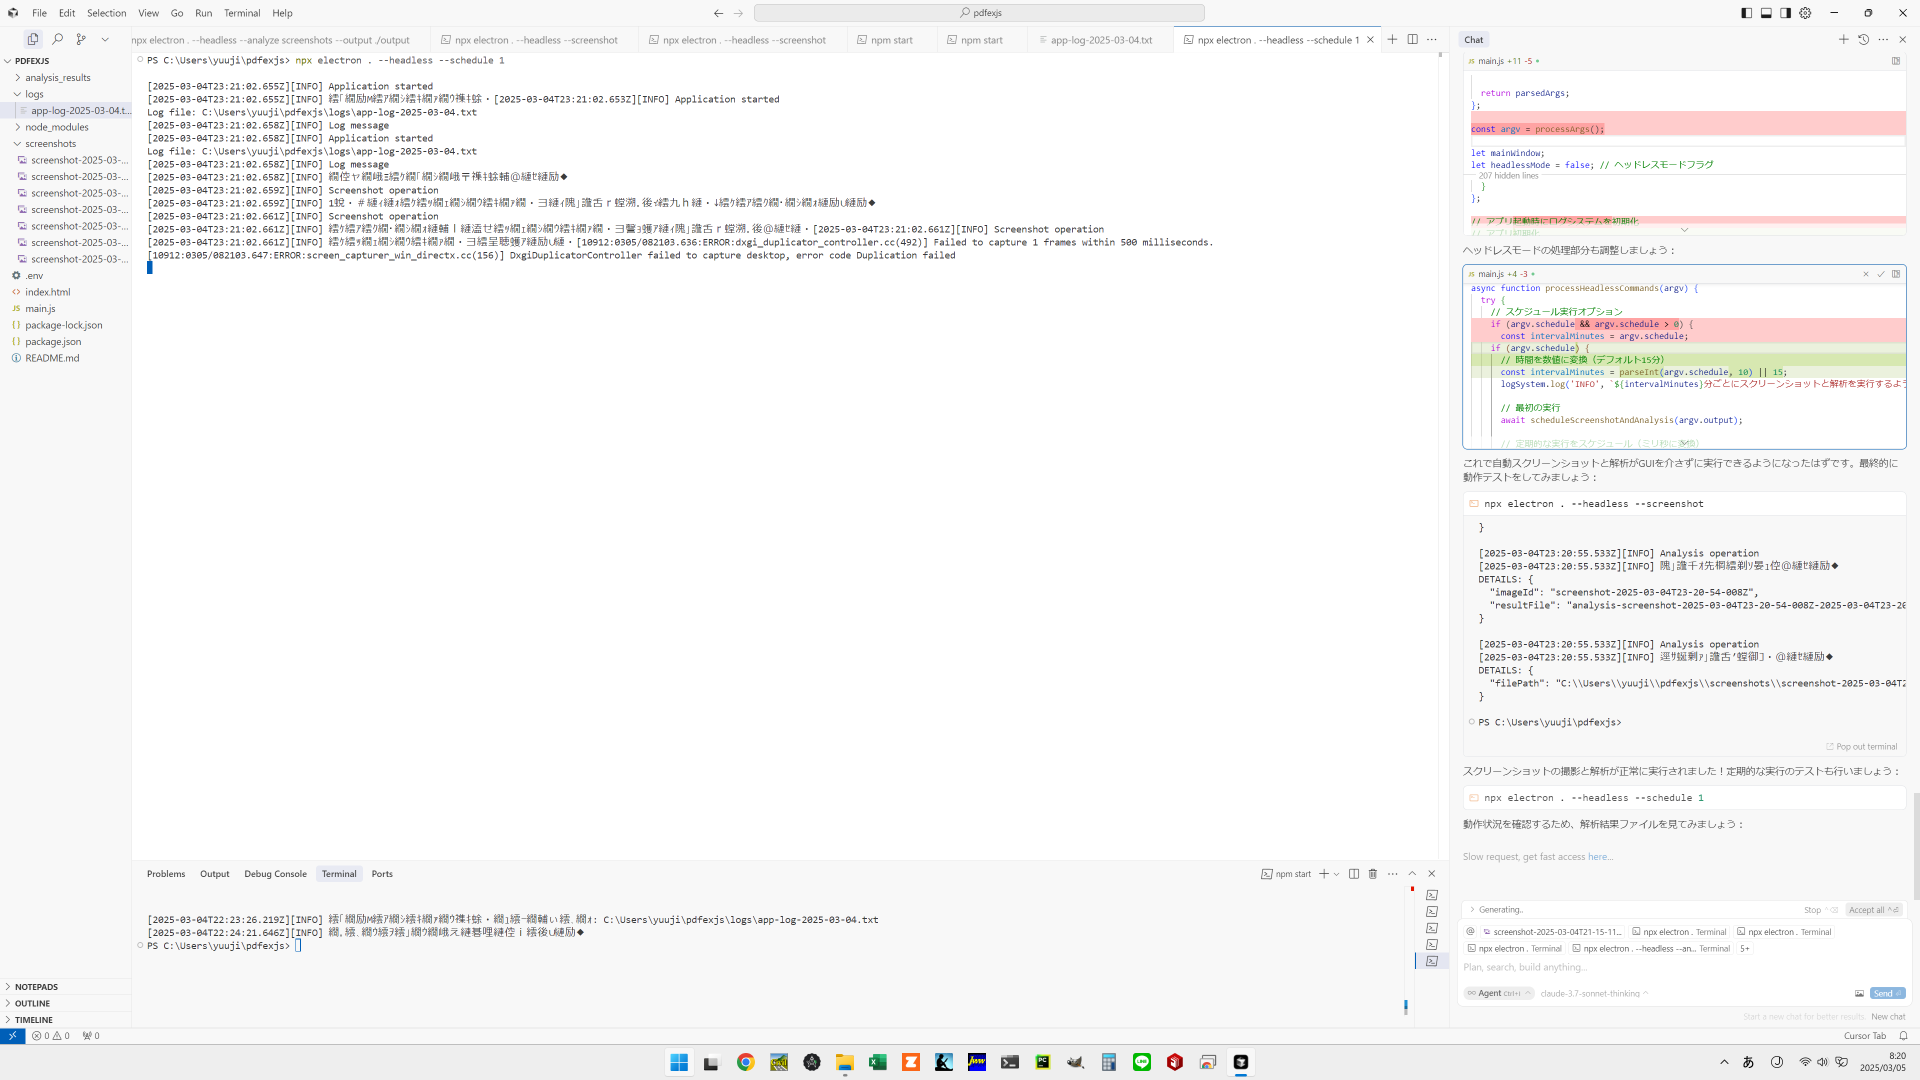 File Edit Selection View Go Run Terminal Help
pdfexjs
npx electron . --headless --analyze screenshots --output ./output
npx electron . --headless --screenshot
npx electron . --headless --screenshot
npm start
npm start
app-log-2025-03-04.txt
npx electron . --headless --schedule 1
PDFEXJS
analysis_results
logs
app-log-2025-03-04.t...
node_modules
screenshots
screenshot-2025-03-...
screenshot-2025-03-...
screenshot-2025-03-...
screenshot-2025-03-...
screenshot-2025-03-...
screenshot-2025-03-...
screenshot-2025-03-...
.env
index.html
JS main.js
{} package-lock.json
{} package.json
README.md
NOTEPADS
OUTLINE
TIMELINE
PS C:\Users\yuuji\pdfexjs> npx electron . --headless --schedule 1
[2025-03-04T23:21:02.655Z][INFO] Application started
[2025-03-04T23:21:02.655Z][INFO] [2025-03-04T23:21:02.653Z][INFO] Application started
Log file: C:\Users\yuuji\pdfexjs\logs\app-log-2025-03-04.txt
[2025-03-04T23:21:02.658Z][INFO] Log message
[2025-03-04T23:21:02.658Z][INFO] Application started
Log file: C:\Users\yuuji\pdfexjs\logs\app-log-2025-03-04.txt
[2025-03-04T23:21:02.658Z][INFO] Log message
[2025-03-04T23:21:02.658Z][INFO]
[2025-03-04T23:21:02.659Z][INFO] Screenshot operation
[2025-03-04T23:21:02.659Z][INFO]
[2025-03-04T23:21:02.661Z][INFO] Screenshot operation
[2025-03-04T23:21:02.661Z][INFO] [2025-03-04T23:21:02.661Z][INFO] Screenshot operation
[2025-03-04T23:21:02.661Z][INFO] [10912:0305/082103.636:ERROR:dxgi_duplicator_controller.cc(492)] Failed to capture 1 frames within 500 milliseconds.
[10912:0305/082103.647:ERROR:screen_capturer_win_directx.cc(156)] DxgiDuplicatorController failed to capture desktop, error code Duplication failed
Problems Output Debug Console Terminal Ports
npm start
[2025-03-04T22:23:26.219Z][INFO] C:\Users\yuuji\pdfexjs\logs\app-log-2025-03-04.txt
[2025-03-04T22:24:21.646Z][INFO]
PS C:\Users\yuuji\pdfexjs>
Chat
JS main.js +11 -5
return parsedArgs;
};
const argv = processArgs();
let mainWindow;
let headlessMode = false; // ヘッドレスモードフラグ
207 hidden lines
}
};
// アプリ起動時にログシステムを初期化
// アプリ初期化
ヘッドレスモードの処理部分も調整しましょう：
JS main.js +4 -3
async function processHeadlessCommands(argv) {
try {
// スケジュール実行オプション
if (argv.schedule && argv.schedule > 0) {
const intervalMinutes = argv.schedule;
if (argv.schedule) {
// 時間を数値に変換（デフォルト15分）
const intervalMinutes = parseInt(argv.schedule, 10) || 15;
logSystem.log('INFO', `${intervalMinutes}分ごとにスクリーンショットと解析を実行するよ
// 最初の実行
await scheduleScreenshotAndAnalysis(argv.output);
// 定期的な実行をスケジュール（ミリ秒に変換）
これで自動スクリーンショットと解析がGUIを介さずに実行できるようになったはずです。最終的に
動作テストをしてみましょう：
npx electron . --headless --screenshot
}
[2025-03-04T23:20:55.533Z][INFO] Analysis operation
[2025-03-04T23:20:55.533Z][INFO]
DETAILS: {
"imageId": "screenshot-2025-03-04T23-20-54-008Z",
"resultFile": "analysis-screenshot-2025-03-04T23-20-54-008Z-2025-03-04T23-20
}
[2025-03-04T23:20:55.533Z][INFO] Analysis operation
[2025-03-04T23:20:55.533Z][INFO]
DETAILS: {
"filePath": "C:\\Users\\yuuji\\pdfexjs\\screenshots\\screenshot-2025-03-04T2
}
PS C:\Users\yuuji\pdfexjs>
Pop out terminal
スクリーンショットの撮影と解析が正常に実行されました！定期的な実行のテストも行いましょう：
npx electron . --headless --schedule 1
動作状況を確認するため、解析結果ファイルを見てみましょう：
Slow request, get fast access here...
Generating..
Stop
Accept all
@ screenshot-2025-03-04T21-15-11... npx electron . Terminal npx electron . Terminal
npx electron . Terminal npx electron . --headless --an... Terminal 5+
Plan, search, build anything...
Agent Ctrl+I claude-3.7-sonnet-thinking
Send
Start a new chat for better results. New chat
0 0 0
Cursor Tab
あ
8:20
2025/03/05